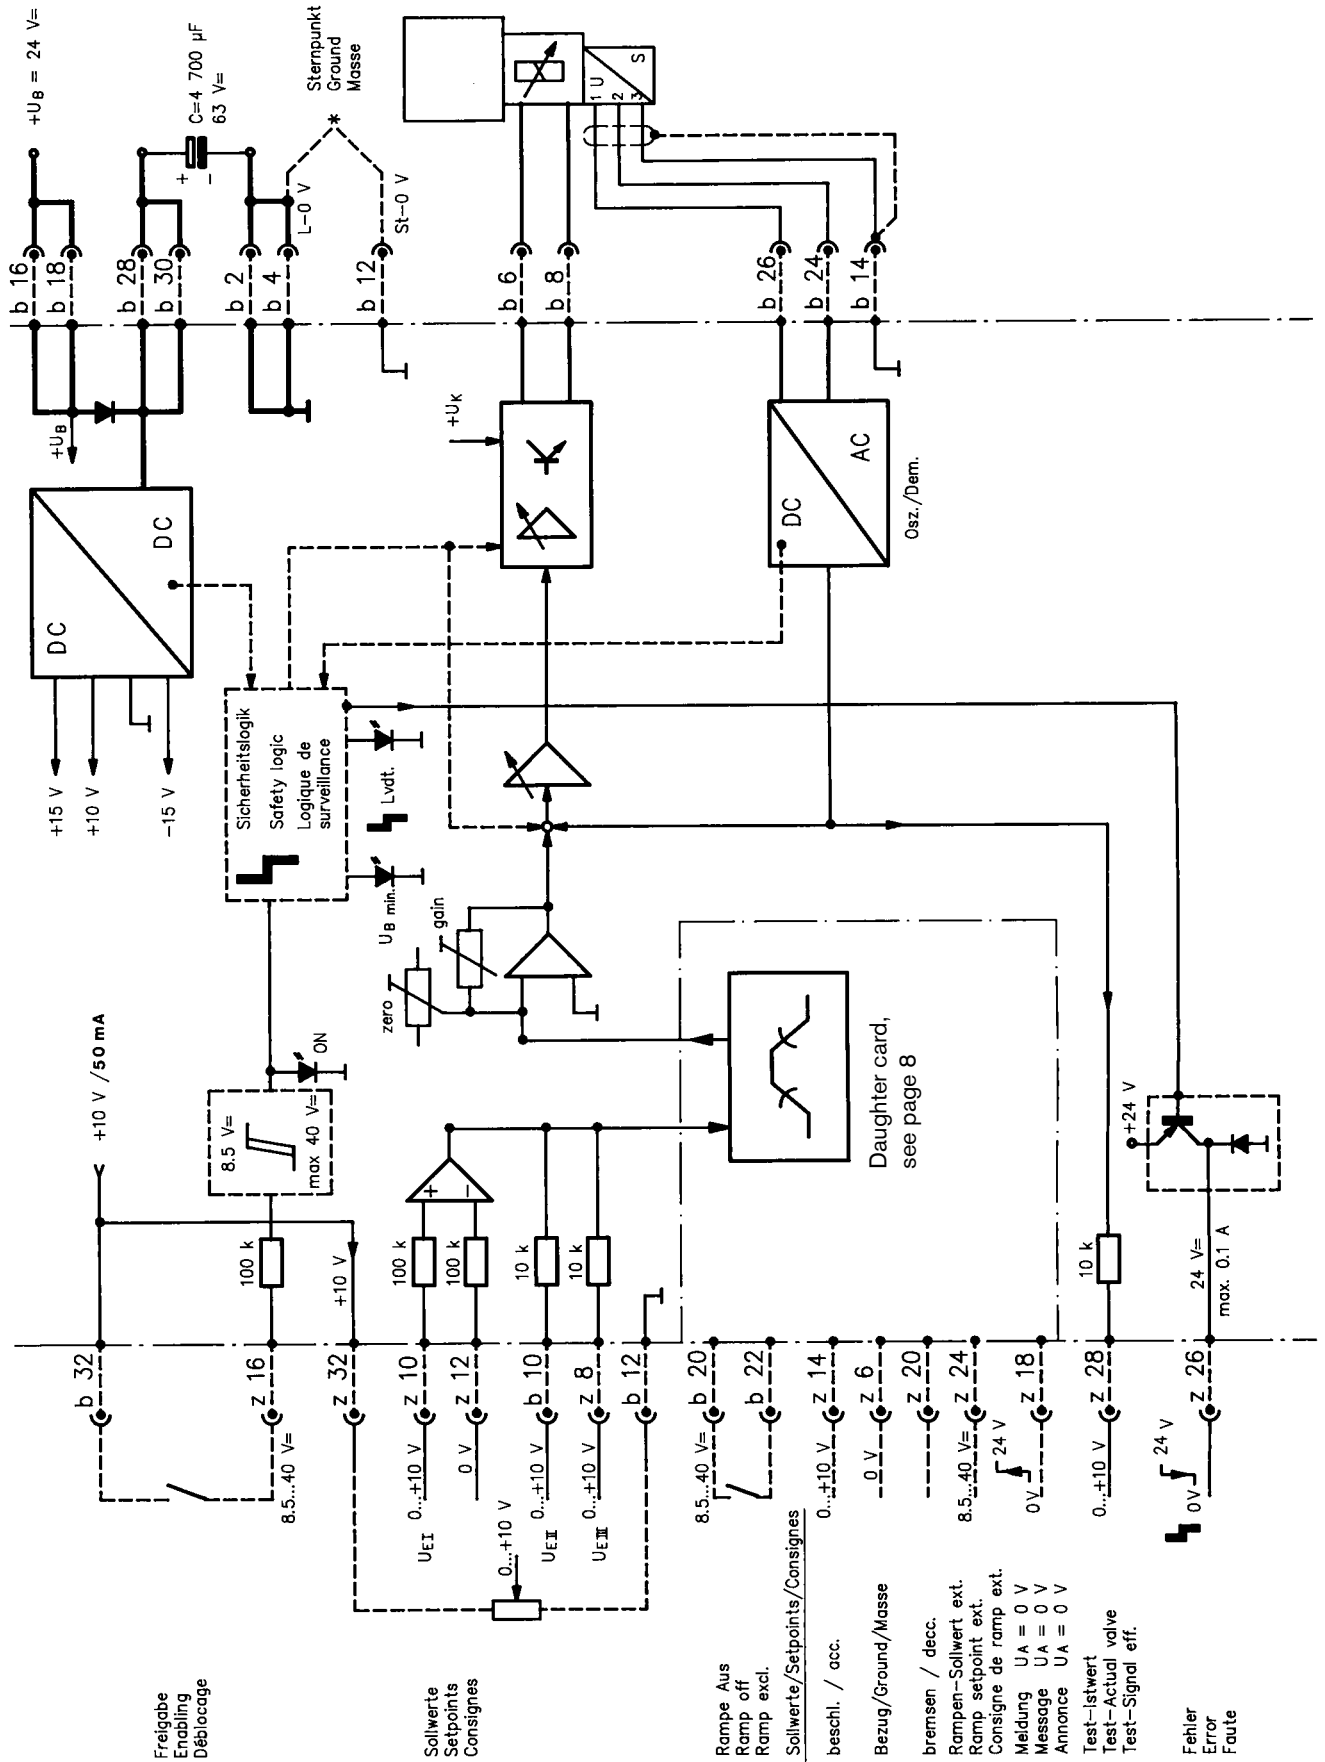 Freigabe
Enabling
Déblocage
b 32
+10 V /50 mA
z 16
8.5...40 V=
100 k
8.5 V=
max 40 V=
ON
z 32
+10 V
Sollwerte
Setpoints
Consignes
UEI
0...+10 V
z 10
100 k
0 V
z 12
100 k
+
−
0...+10 V
UEII
0...+10 V
b 10
10 k
UEIII
0...+10 V
z 8
10 k
b 12
zero
gain
Rampe Aus
Ramp off
Ramp excl.
8.5...40 V=
b 20
b 22
Sollwerte/Setpoints/Consignes
beschl. / acc.
0...+10 V
z 14
Bezug/Ground/Masse
0 V
z 6
bremsen / decc.
z 20
Rampen-Sollwert ext.
Ramp setpoint ext.
Consigne de ramp ext.
8.5...40 V=
z 24
Meldung UA = 0 V
Message UA = 0 V
Annonce UA = 0 V
24 V
0V
z 18
Daughter card,
see page 8
Test-Istwert
Test-Actual valve
Test-Signal eff.
0...+10 V
z 28
10 k
Fehler
Error
Faute
24 V
0V
z 26
24 V=
max. 0.1 A
+24 V
+15 V
+10 V
-15 V
DC
DC
Sicherheitslogik
Safety logic
Logique de
surveillance
UB min.
Lvdt.
+UB
+UK
DC
AC
Osz./Dem.
b 16
b 18
+UB = 24 V=
b 28
b 30
+
−
C=4 700 µF
63 V=
b 2
b 4
L-0 V
b 12
St-0 V
*
Sternpunkt
Ground
Masse
b 6
b 8
b 26
b 24
b 14
1 U
2
3
S